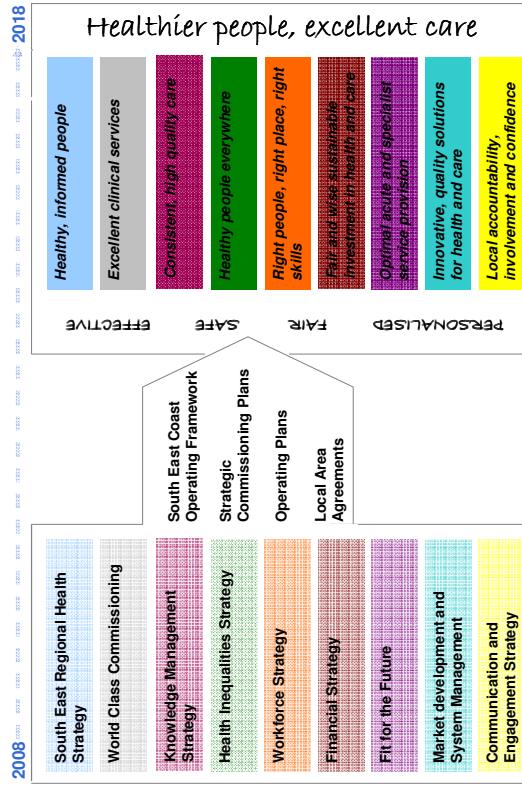 2008
2018
South East Regional Health
Strategy
World Class Commissioning
Knowledge Management
Strategy
Health Inequalities Strategy
Workforce Strategy
Financial Strategy
Fit for the Future
Market development and
System Management
Communication and
Engagement Strategy
South East Coast
Operating Framework
Strategic
Commissioning Plans
Operating Plans
Local Area
Agreements
EFFECTIVE
SAFE
FAIR
PERSONALISED
Healthier people, excellent care
Healthy, informed people
Excellent clinical services
Consistent, high quality care
Healthy people everywhere
Right people, right place, right
skills
Fair and wise sustainable
investment in health and care
Optimal acute and specialist
service provision
Innovative, quality solutions
for health and care
Local accountability,
involvement and confidence